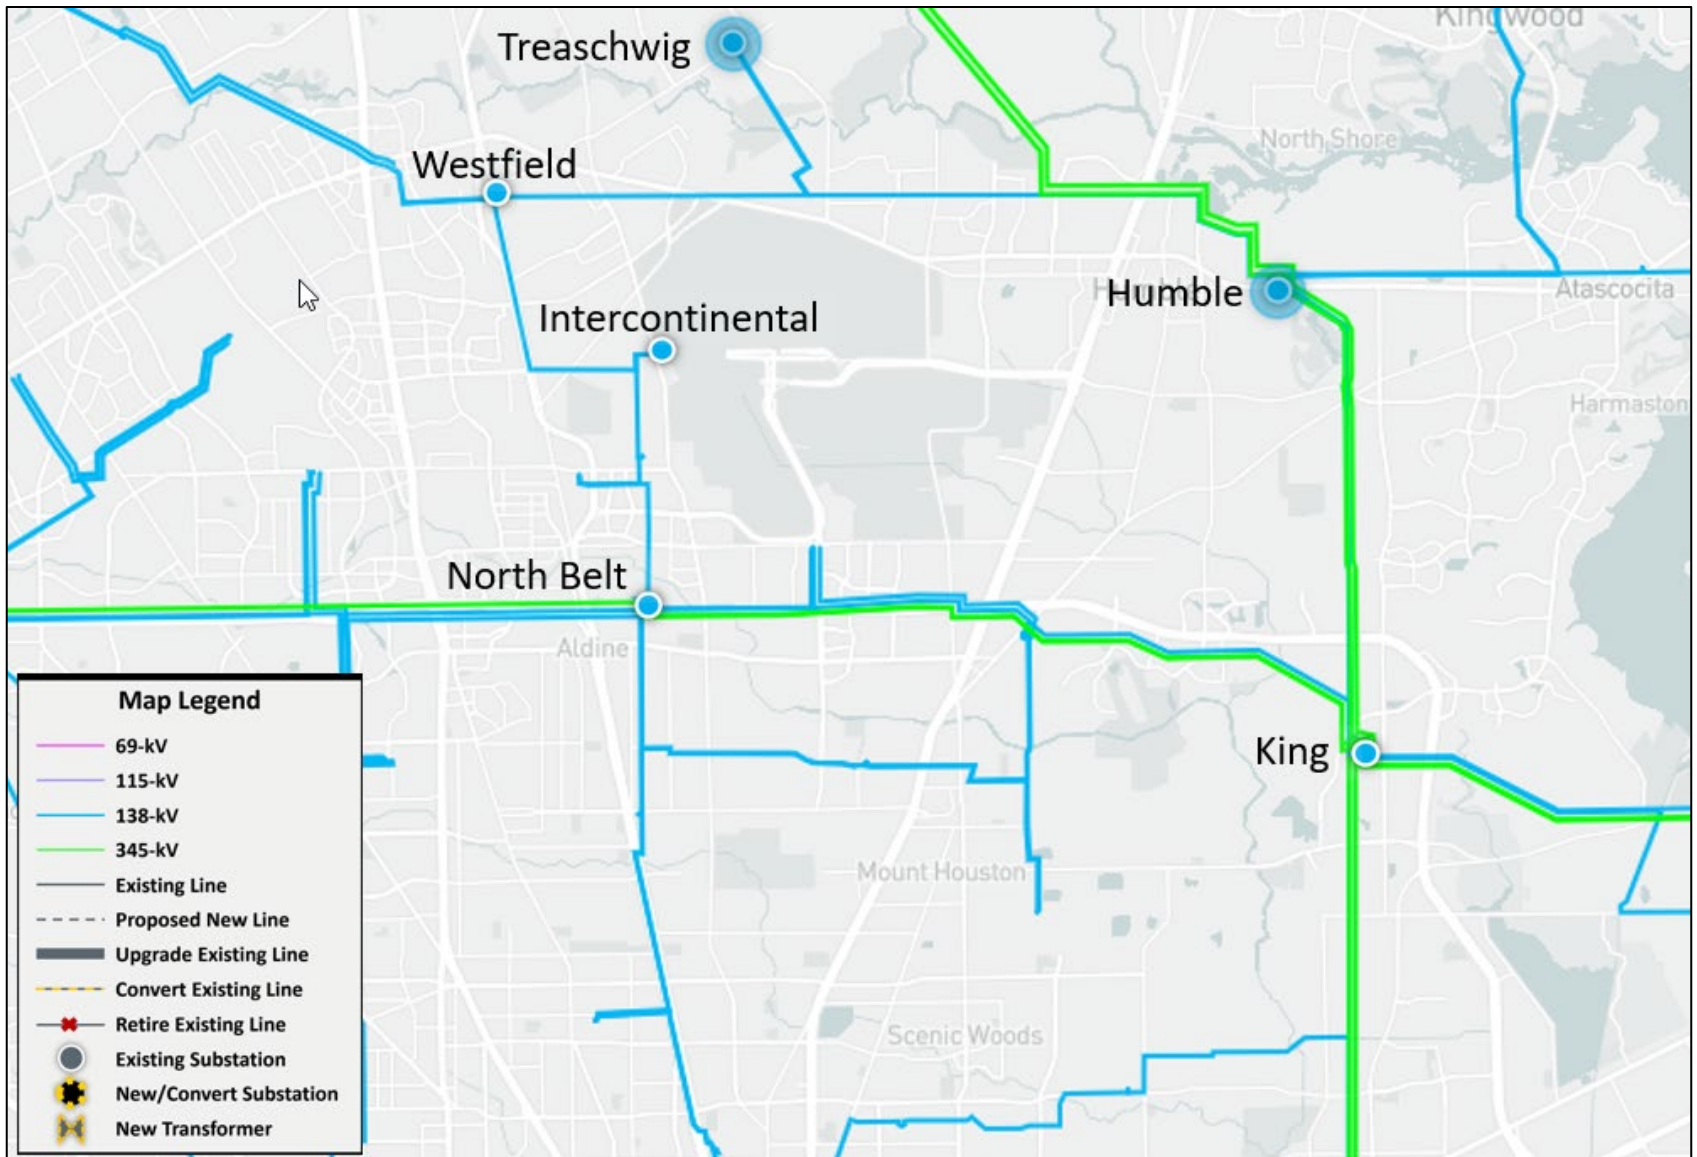 Kingwood
Treaschwig
North Shore
Westfield
Humble
Atascocita
Intercontinental
Harmaston
North Belt
Aldine
King
Mount Houston
Scenic Woods
Map Legend
69-kV
115-kV
138-kV
345-kV
Existing Line
Proposed New Line
Upgrade Existing Line
Convert Existing Line
Retire Existing Line
Existing Substation
New/Convert Substation
New Transformer